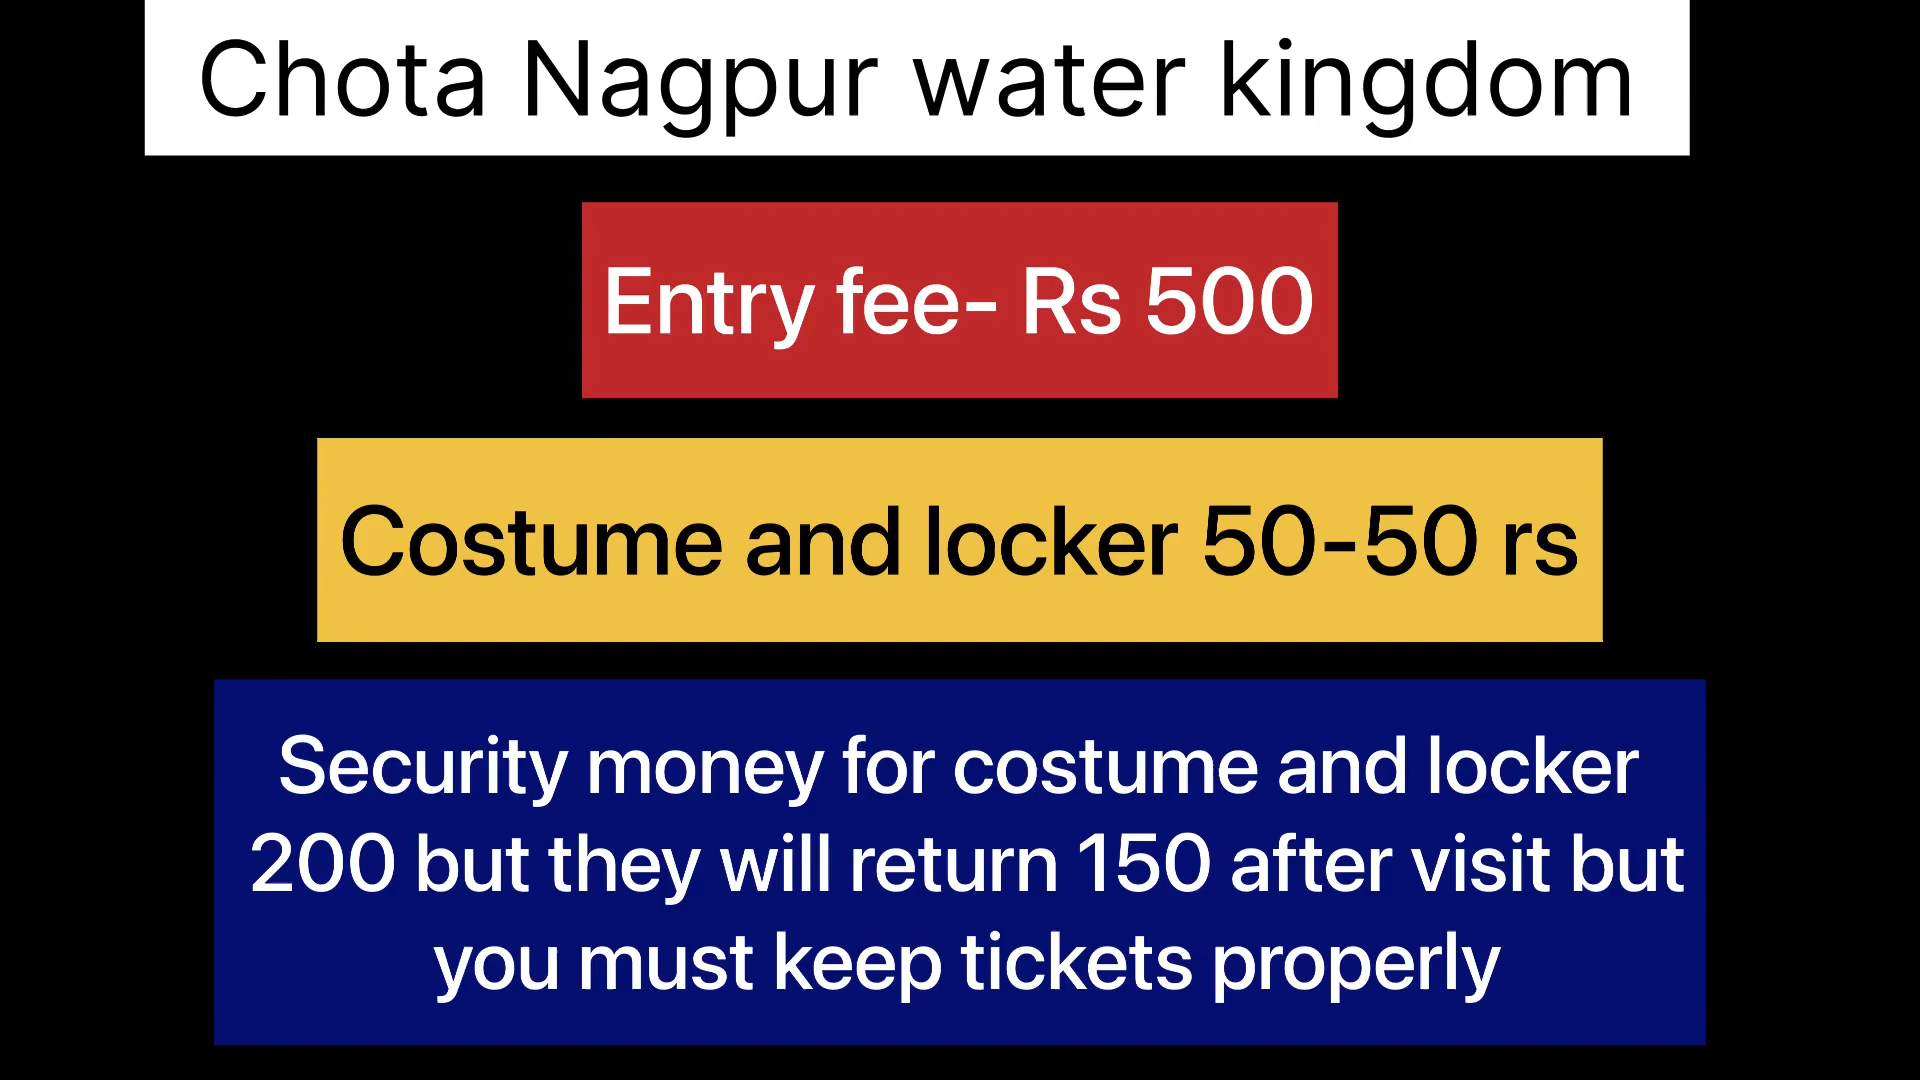 Chota Nagpur water kingdom
Entry fee- Rs 500
Costume and locker 50-50 rs
Security money for costume and locker
200 but they will return 150 after visit but
you must keep tickets properly